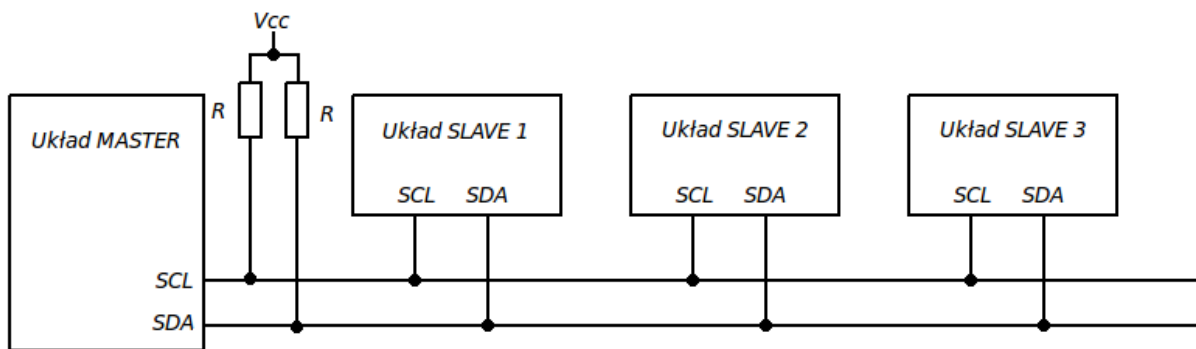 Vcc
R
R
Układ MASTER
Układ SLAVE 1
Układ SLAVE 2
Układ SLAVE 3
SCL SDA
SCL SDA
SCL SDA
SCL
SDA